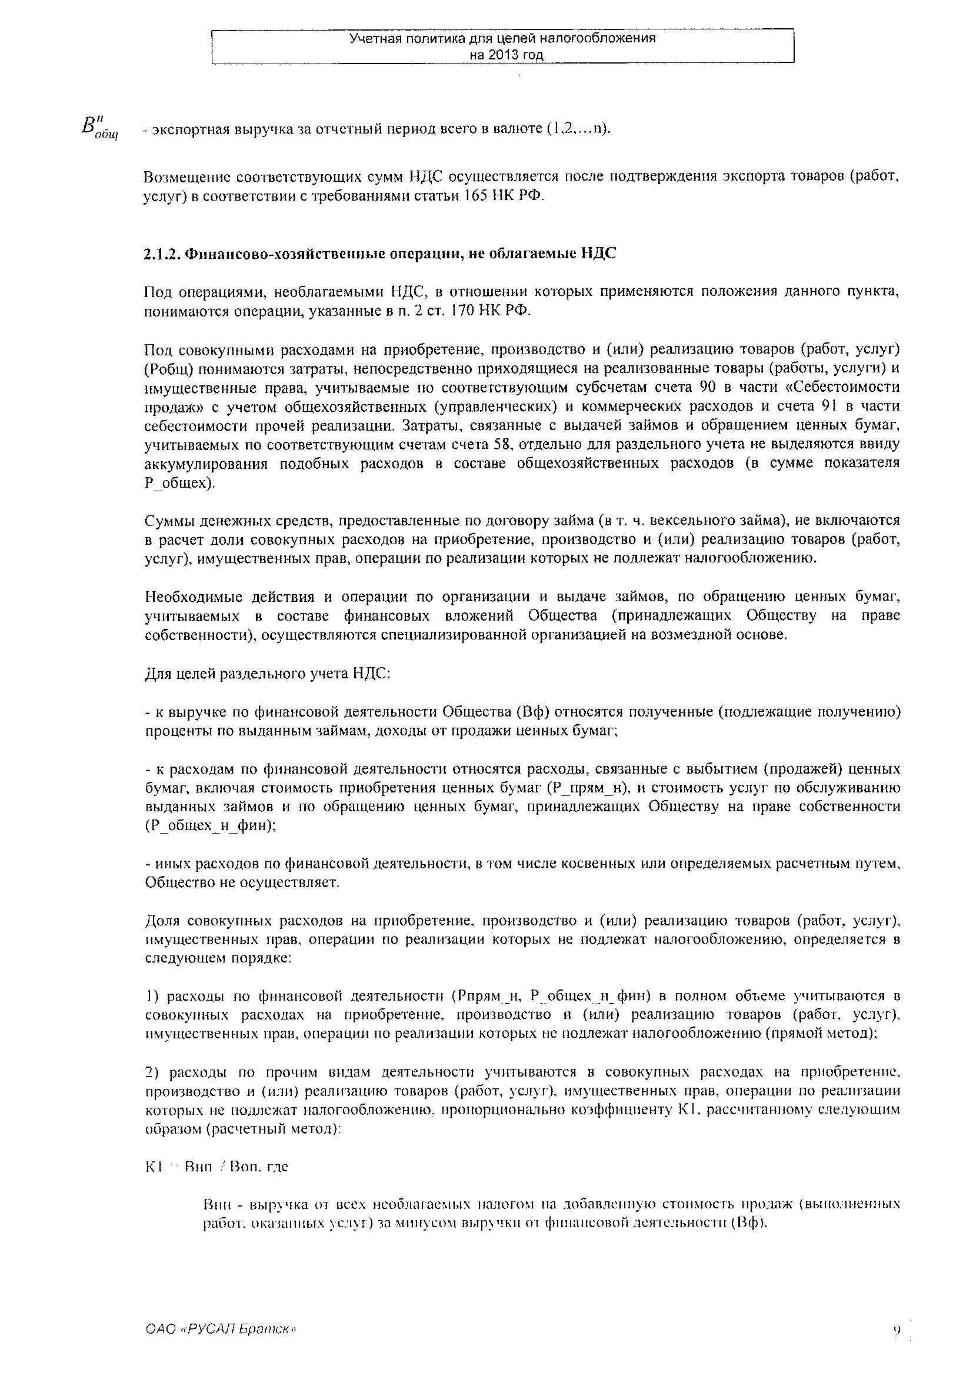 Учетная политика для целей налогообложения
на 2013 год
Вⁿобщ - экспортная выручка за отчетный период всего в валюте (1,2,...n).
Возмещение соответствующих сумм НДС осуществляется после подтверждения экспорта товаров (работ,
услуг) в соответствии с требованиями статьи 165 НК РФ.
2.1.2. Финансово-хозяйственные операции, не облагаемые НДС
Под операциями, необлагаемыми НДС, в отношении которых применяются положения данного пункта,
понимаются операции, указанные в п. 2 ст. 170 НК РФ.
Под совокупными расходами на приобретение, производство и (или) реализацию товаров (работ, услуг)
(Робщ) понимаются затраты, непосредственно приходящиеся на реализованные товары (работы, услуги) и
имущественные права, учитываемые по соответствующим субсчетам счета 90 в части «Себестоимости
продаж» с учетом общехозяйственных (управленческих) и коммерческих расходов и счета 91 в части
себестоимости прочей реализации. Затраты, связанные с выдачей займов и обращением ценных бумаг,
учитываемых по соответствующим счетам счета 58, отдельно для раздельного учета не выделяются ввиду
аккумулирования подобных расходов в составе общехозяйственных расходов (в сумме показателя
Р_общех).
Суммы денежных средств, предоставленные по договору займа (в т. ч. вексельного займа), не включаются
в расчет доли совокупных расходов на приобретение, производство и (или) реализацию товаров (работ,
услуг), имущественных прав, операции по реализации которых не подлежат налогообложению.
Необходимые действия и операции по организации и выдаче займов, по обращению ценных бумаг,
учитываемых в составе финансовых вложений Общества (принадлежащих Обществу на праве
собственности), осуществляются специализированной организацией на возмездной основе.
Для целей раздельного учета НДС:
- к выручке по финансовой деятельности Общества (Вф) относятся полученные (подлежащие получению)
проценты по выданным займам, доходы от продажи ценных бумаг;
- к расходам по финансовой деятельности относятся расходы, связанные с выбытием (продажей) ценных
бумаг, включая стоимость приобретения ценных бумаг (Р_прям_н), и стоимость услуг по обслуживанию
выданных займов и по обращению ценных бумаг, принадлежащих Обществу на праве собственности
(Р_общех_н_фин);
- иных расходов по финансовой деятельности, в том числе косвенных или определяемых расчетным путем,
Общество не осуществляет.
Доля совокупных расходов на приобретение, производство и (или) реализацию товаров (работ, услуг),
имущественных прав, операции по реализации которых не подлежат налогообложению, определяется в
следующем порядке:
1) расходы по финансовой деятельности (Рпрям_н, Р_общех_н_фин) в полном объеме учитываются в
совокупных расходах на приобретение, производство и (или) реализацию товаров (работ, услуг),
имущественных прав, операции по реализации которых не подлежат налогообложению (прямой метод);
2) расходы по прочим видам деятельности учитываются в совокупных расходах на приобретение,
производство и (или) реализацию товаров (работ, услуг), имущественных прав, операции по реализации
которых не подлежат налогообложению, пропорционально коэффициенту К1, рассчитанному следующим
образом (расчетный метод):
К1 = Внп / Воп, где
Внп - выручка от всех необлагаемых налогом на добавленную стоимость продаж (выполненных
работ, оказанных услуг) за минусом выручки от финансовой деятельности (Вф).
ОАО «РУСАЛ Братск»
9